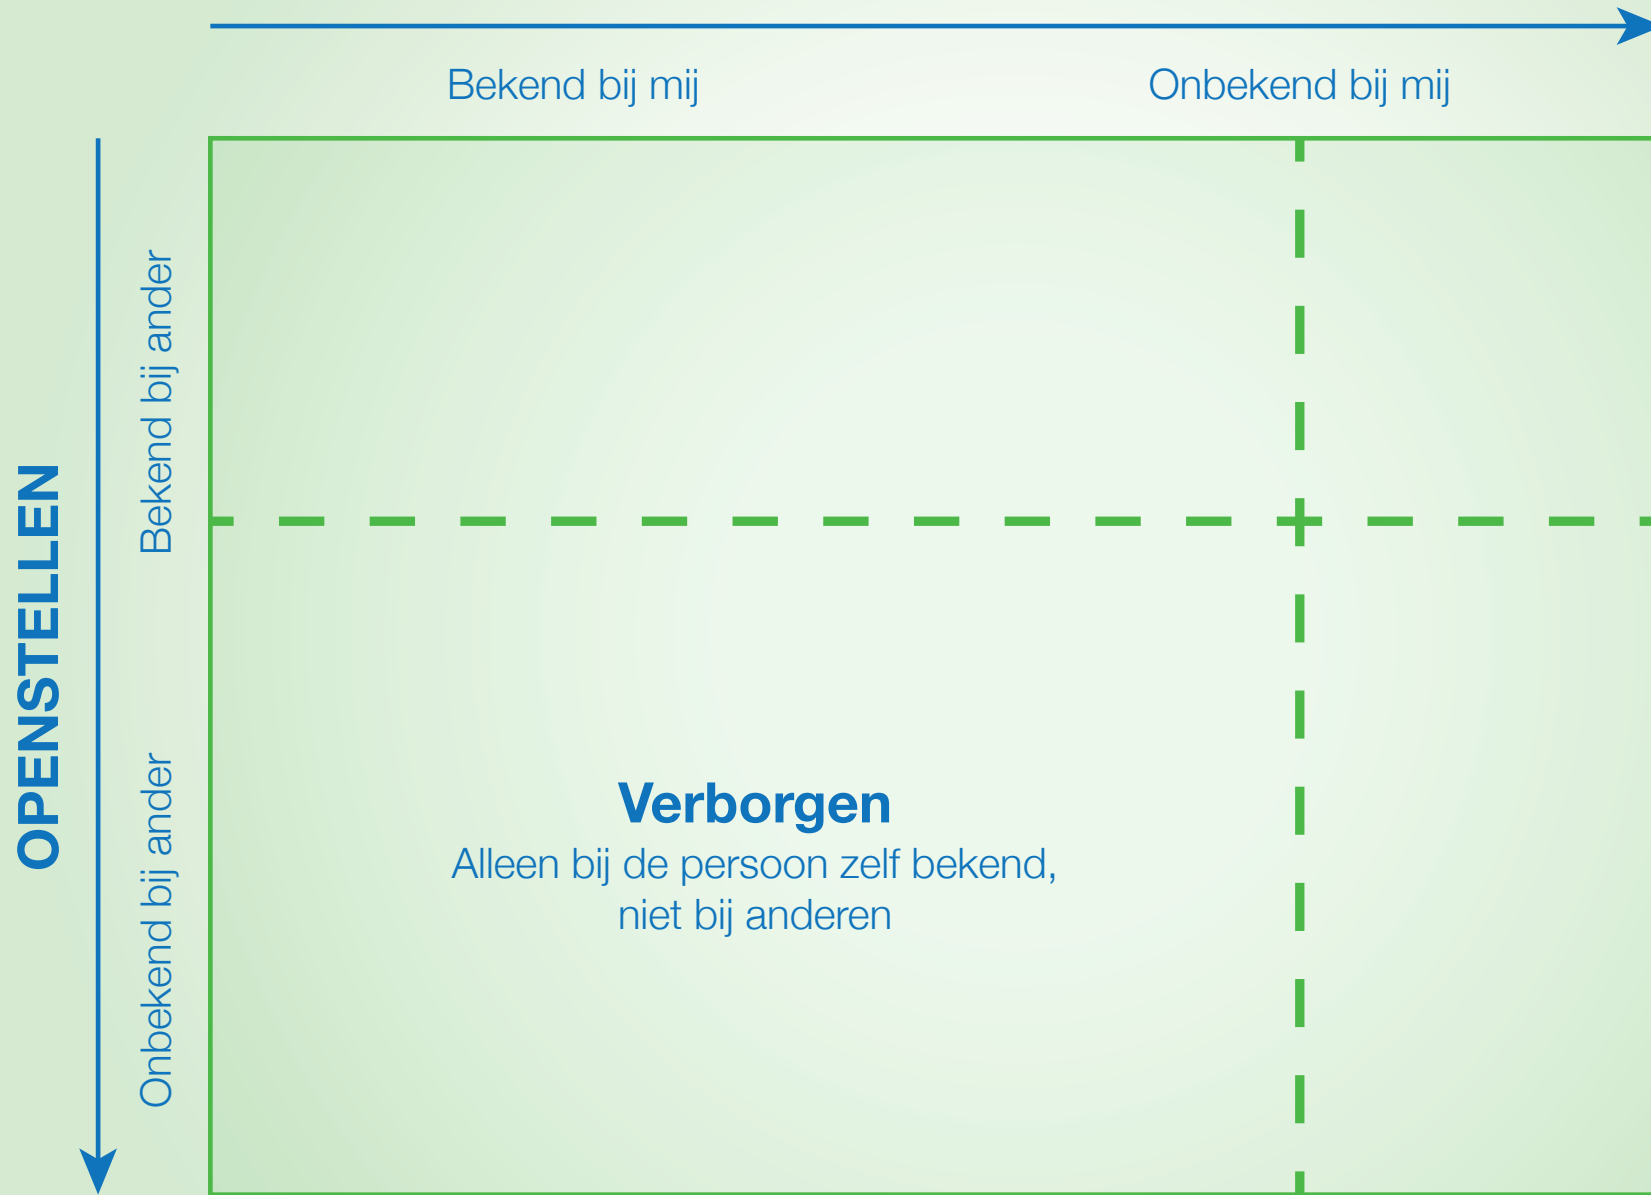 Bekend bij mij
Onbekend bij mij
OPENSTELLEN
Bekend bij ander
Onbekend bij ander
Verborgen
Alleen bij de persoon zelf bekend,
niet bij anderen